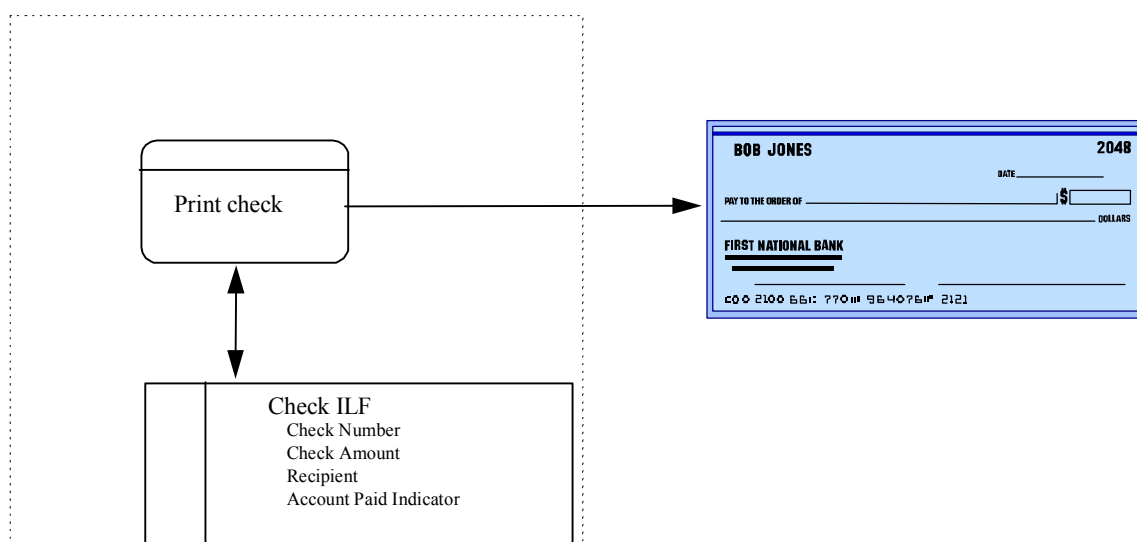 BOB JONES 2048
DATE
Print check
PAY TO THE ORDER OF $
DOLLARS
FIRST NATIONAL BANK
Check ILF
Check Number
Check Amount
Recipient
Account Paid Indicator